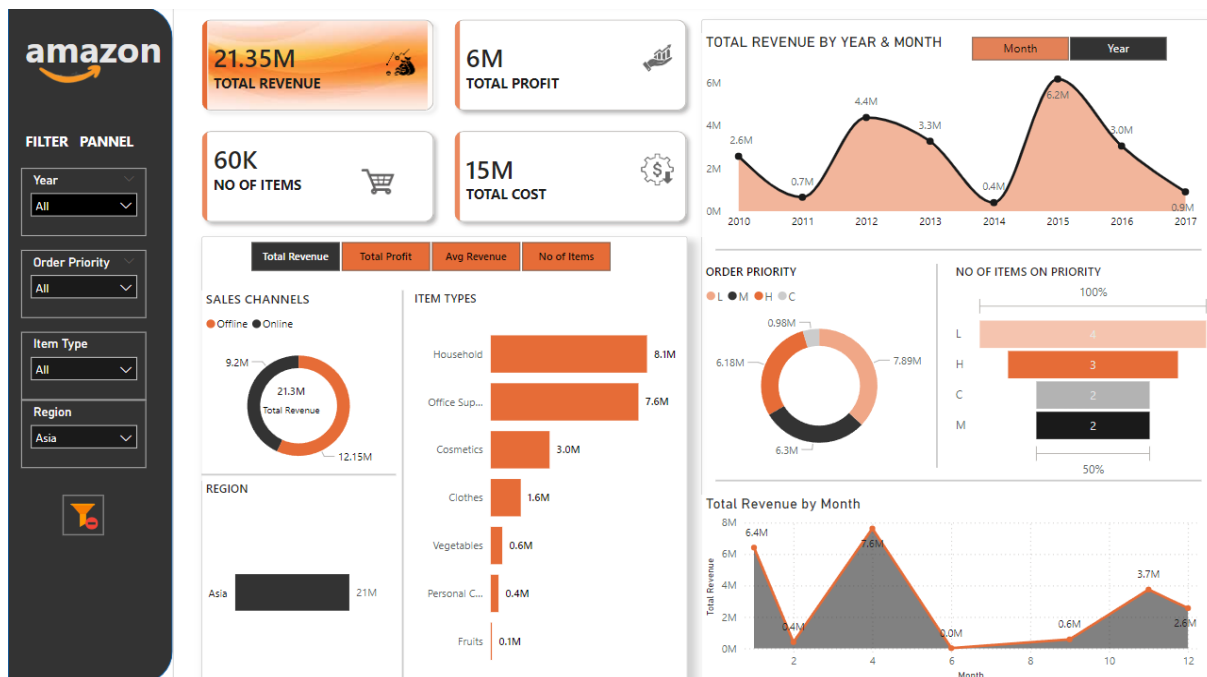 amazon
FILTER PANNEL
Year
All
Order Priority
All
Item Type
All
Region
Asia
21.35M
TOTAL REVENUE
6M
TOTAL PROFIT
60K
NO OF ITEMS
15M
TOTAL COST
Total Revenue
Total Profit
Avg Revenue
No of Items
SALES CHANNELS
Offline
Online
9.2M
21.3M
Total Revenue
12.15M
REGION
Asia
21M
ITEM TYPES
Household
8.1M
Office Sup...
7.6M
Cosmetics
3.0M
Clothes
1.6M
Vegetables
0.6M
Personal C...
0.4M
Fruits
0.1M
TOTAL REVENUE BY YEAR & MONTH
Month
Year
6M
4M
2M
0M
2.6M
0.7M
4.4M
3.3M
0.4M
6.2M
3.0M
0.9M
2010
2011
2012
2013
2014
2015
2016
2017
ORDER PRIORITY
L
M
H
C
0.98M
6.18M
7.89M
6.3M
NO OF ITEMS ON PRIORITY
100%
L
4
H
3
C
2
M
2
50%
Total Revenue by Month
Total Revenue
8M
6M
4M
2M
0M
6.4M
0.4M
7.6M
0.0M
0.6M
3.7M
2.6M
2
4
6
8
10
12
Month